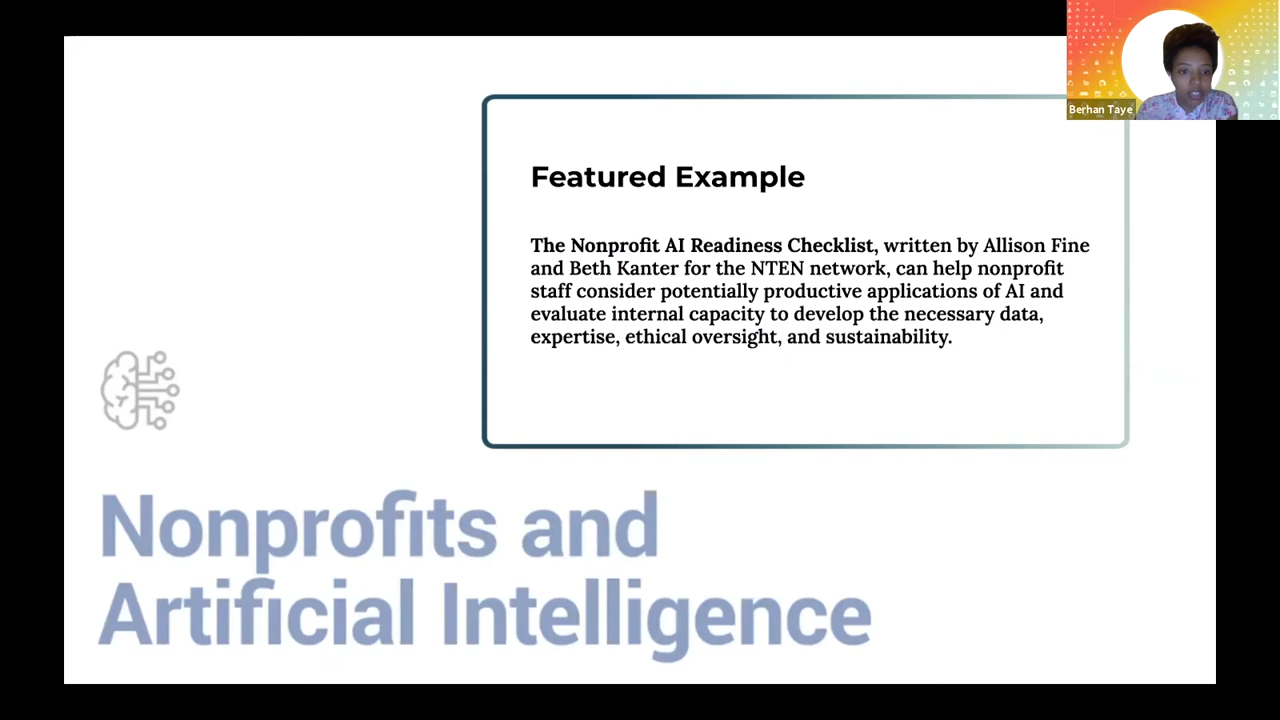 Berhan Taye
Featured Example
The Nonprofit AI Readiness Checklist, written by Allison Fine
and Beth Kanter for the NTEN network, can help nonprofit
staff consider potentially productive applications of AI and
evaluate internal capacity to develop the necessary data,
expertise, ethical oversight, and sustainability.
Nonprofits and
Artificial Intelligence